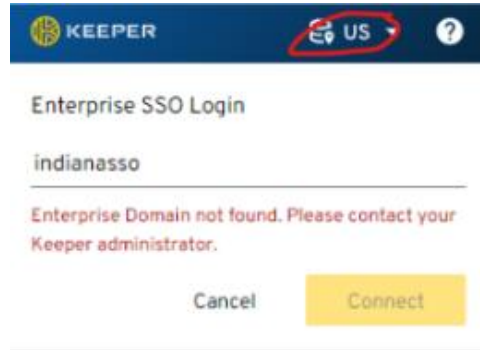 KEEPER US ?
Enterprise SSO Login
indianasso
Enterprise Domain not found. Please contact your
Keeper administrator.
Cancel Connect